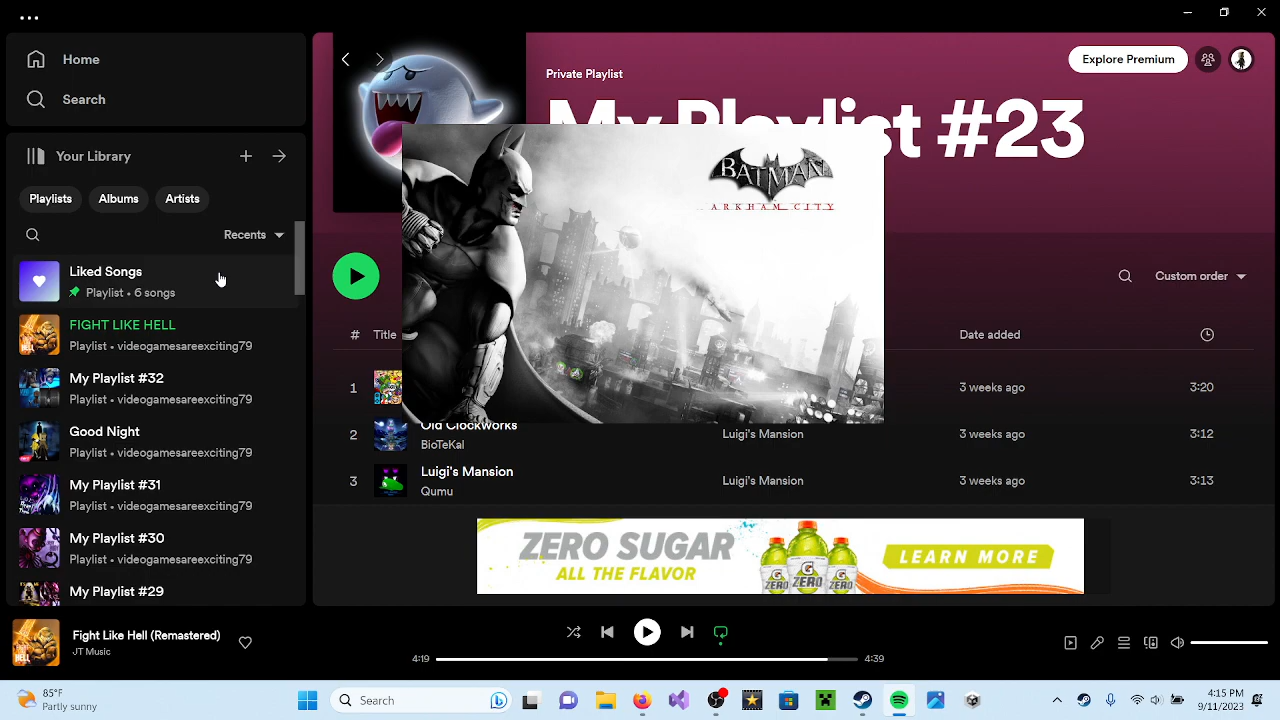 Home
Search
Your Library
Playlists
Albums
Artists
Recents
Liked Songs
Playlist • 6 songs
FIGHT LIKE HELL
Playlist • videogamesareexciting79
My Playlist #32
Playlist • videogamesareexciting79
Good Night
Playlist • videogamesareexciting79
My Playlist #31
Playlist • videogamesareexciting79
My Playlist #30
Playlist • videogamesareexciting79
My Playlist #29
Explore Premium
Private Playlist
My Playlist #23
BATMAN
ARKHAM CITY
Custom order
# Title Date added
1 3 weeks ago 3:20
2 Old Clockworks Luigi's Mansion 3 weeks ago 3:12
BioTeKal
3 Luigi's Mansion Luigi's Mansion 3 weeks ago 3:13
Qumu
ZERO SUGAR
ALL THE FLAVOR
G ZERO
G ZERO
G ZERO
LEARN MORE
Fight Like Hell (Remastered)
JT Music
4:19
4:39
85°F
Partly sunny
Search
4:15 PM
9/11/2023